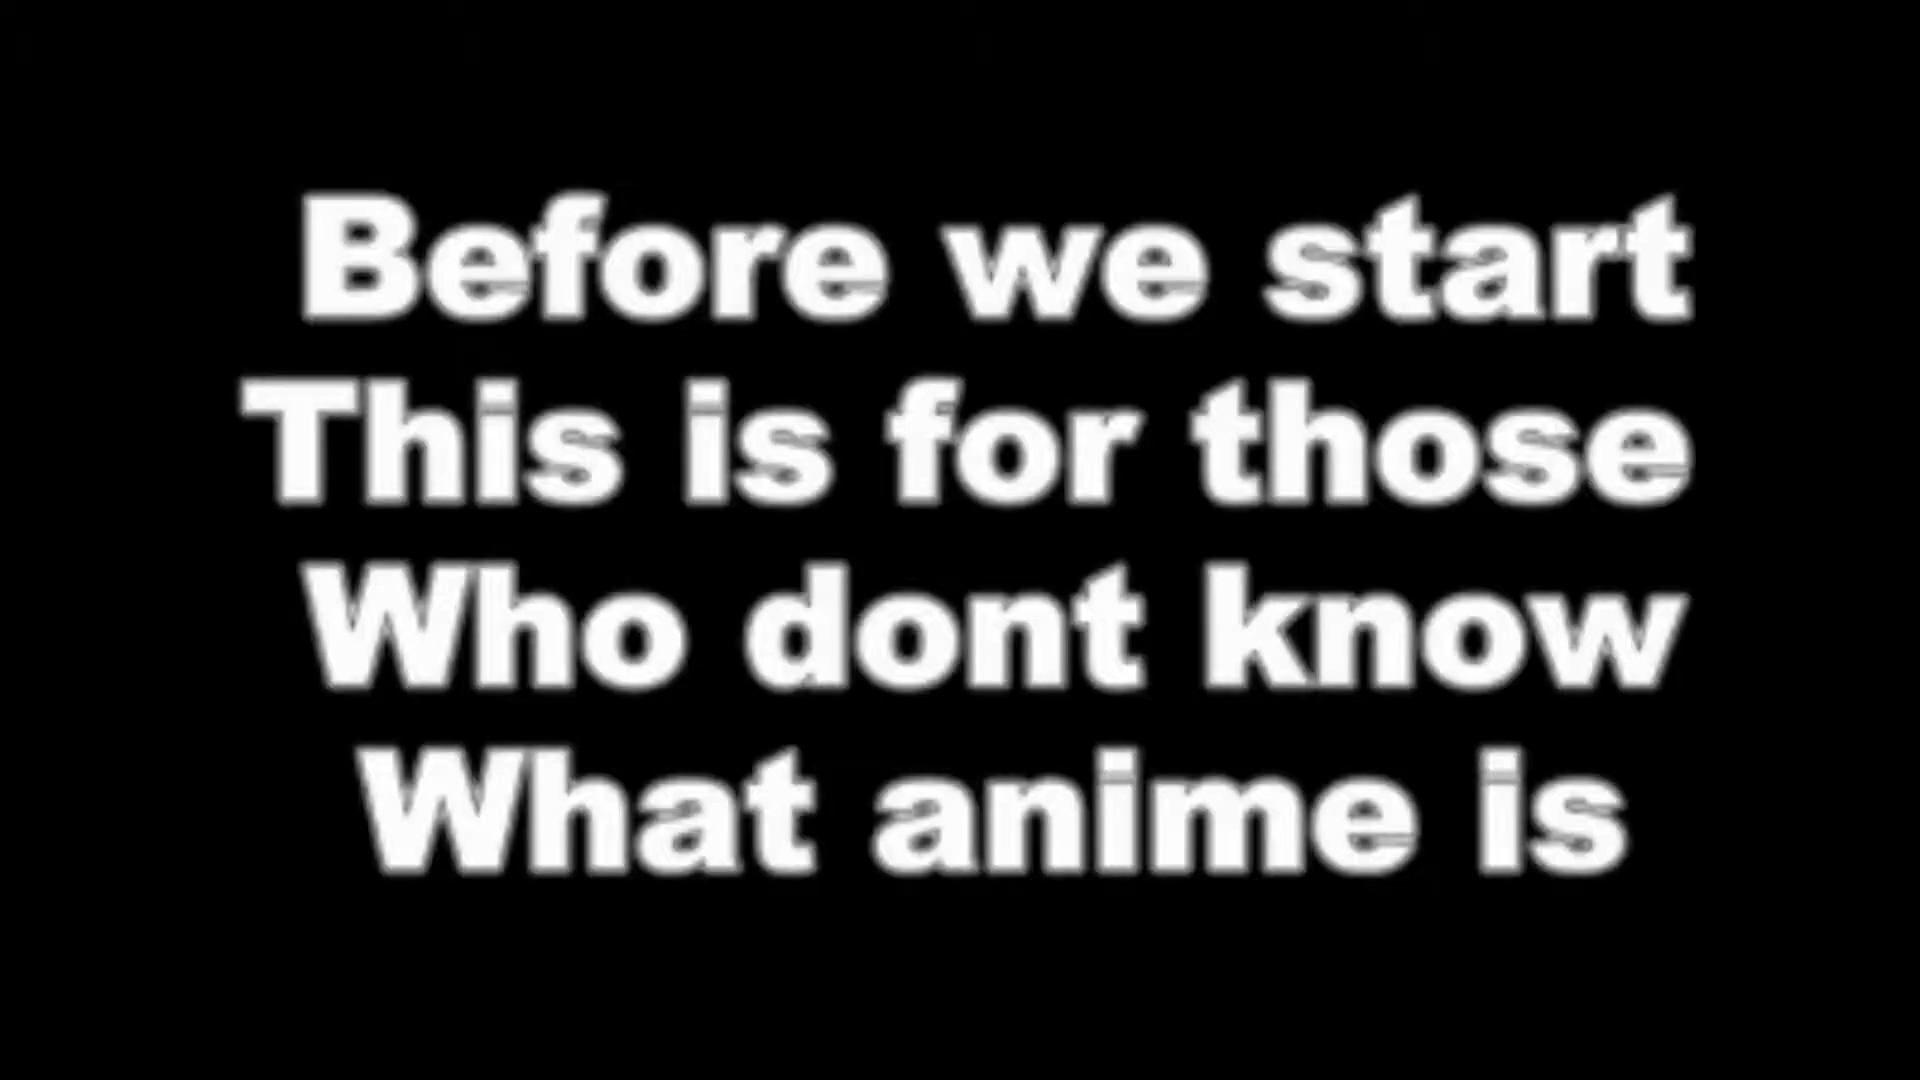 Before we start
This is for those
Who dont know
What anime is